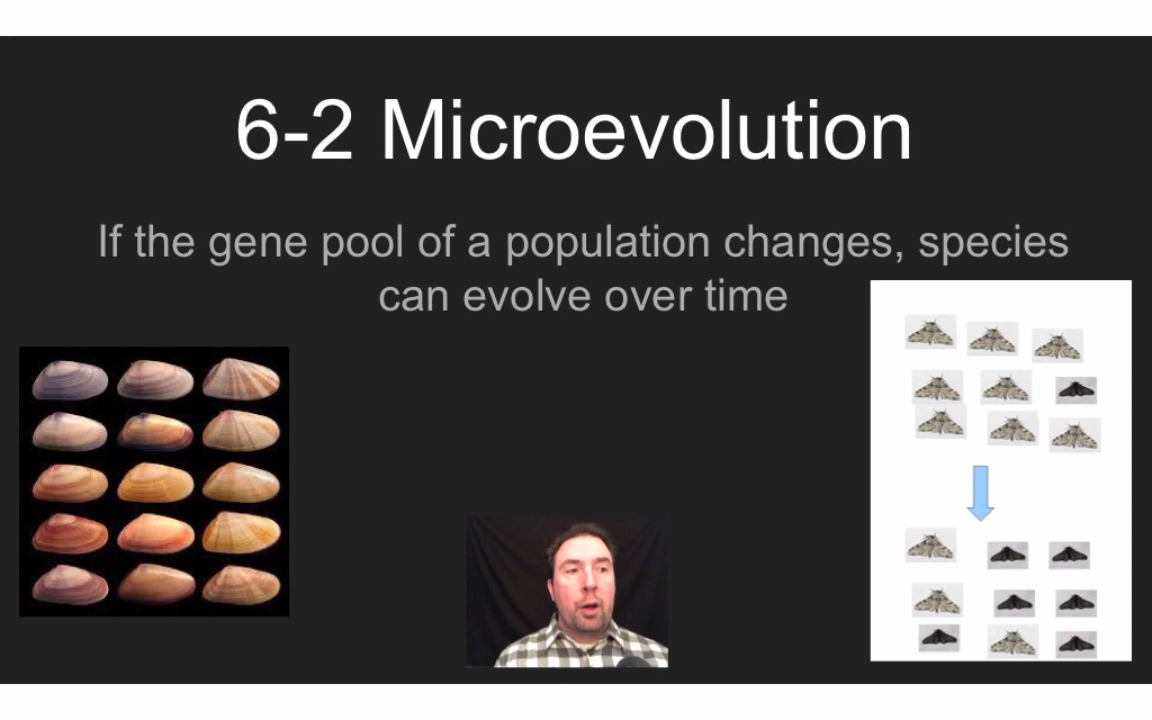 6-2 Microevolution
If the gene pool of a population changes, species
can evolve over time